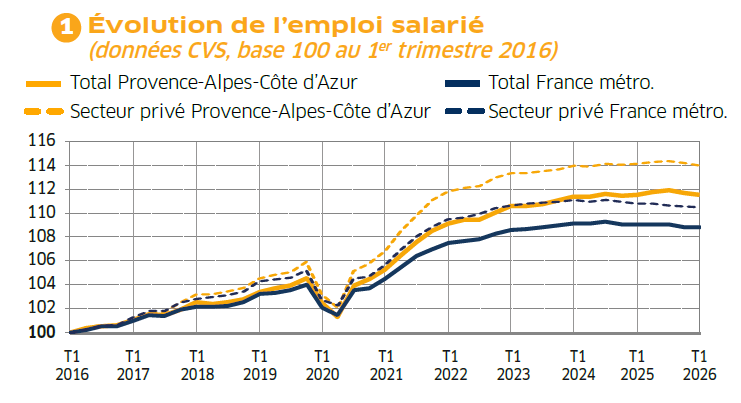 1 Évolution de l'emploi salarié
(données CVS, base 100 au 1er trimestre 2016)
Total Provence-Alpes-Côte d'Azur Total France métro.
Secteur privé Provence-Alpes-Côte d'Azur Secteur privé France métro.
116
114
112
110
108
106
104
102
100
T1 T1 T1 T1 T1 T1 T1 T1 T1 T1 T1
2016 2017 2018 2019 2020 2021 2022 2023 2024 2025 2026